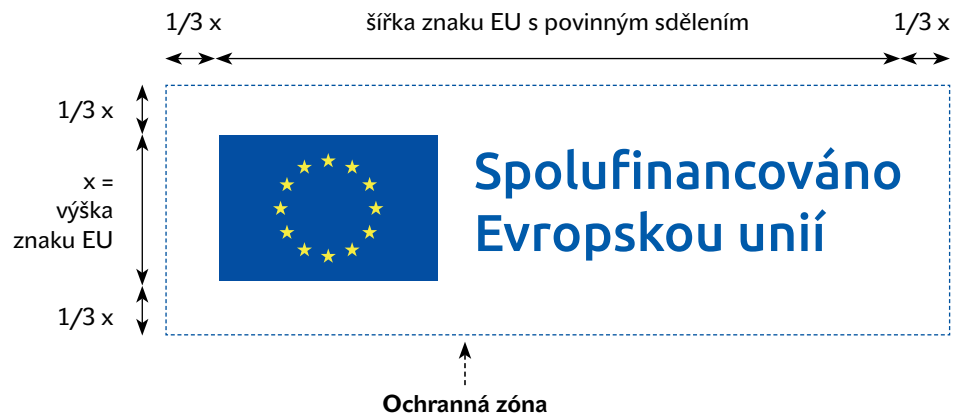 1/3 x
šířka znaku EU s povinným sdělením
1/3 x
1/3 x
x =
výška
znaku EU
1/3 x
Spolufinancováno
Evropskou unií
Ochranná zóna